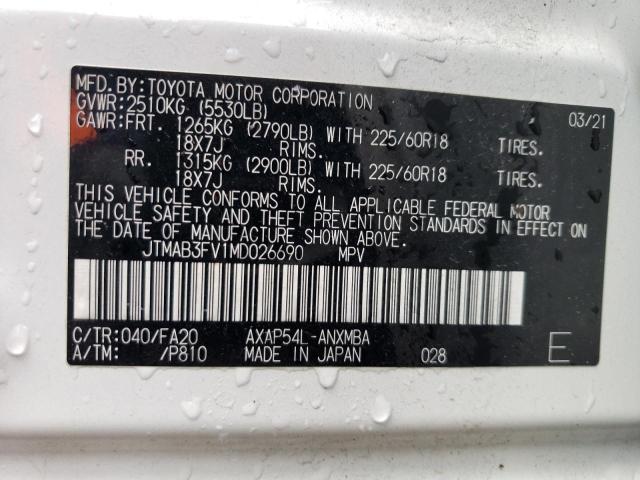 MFD.BY:TOYOTA MOTOR CORPORATION 03/21
GVWR:2510KG (5530LB)
GAWR:FRT. 1265KG (2790LB) WITH 225/60R18 TIRES.
18X7J RIMS.
RR. 1315KG (2900LB) WITH 225/60R18 TIRES.
18X7J RIMS.
THIS VEHICLE CONFORMS TO ALL APPLICABLE FEDERAL MOTOR
VEHICLE SAFETY AND THEFT PREVENTION STANDARDS IN EFFECT ON
THE DATE OF MANUFACTURE SHOWN ABOVE.
JTMAB3FV1MD026690 MPV
C/TR:040/FA20 AXAP54L-ANXMBA
A/TM: /P810 MADE IN JAPAN 028 E